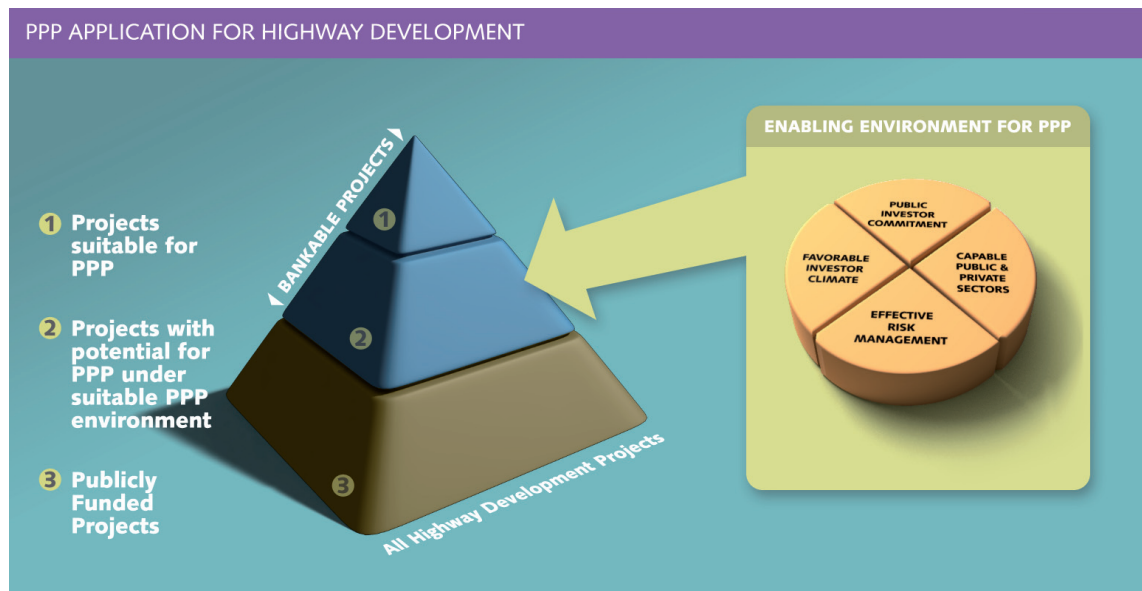 PPP APPLICATION FOR HIGHWAY DEVELOPMENT
1 Projects
suitable for
PPP
2 Projects with
potential for
PPP under
suitable PPP
environment
3 Publicly
Funded
Projects
BANKABLE PROJECTS
1
2
3
All Highway Development Projects
ENABLING ENVIRONMENT FOR PPP
PUBLIC
INVESTOR
COMMITMENT
FAVORABLE
INVESTOR
CLIMATE
CAPABLE
PUBLIC &
PRIVATE
SECTORS
EFFECTIVE
RISK
MANAGEMENT